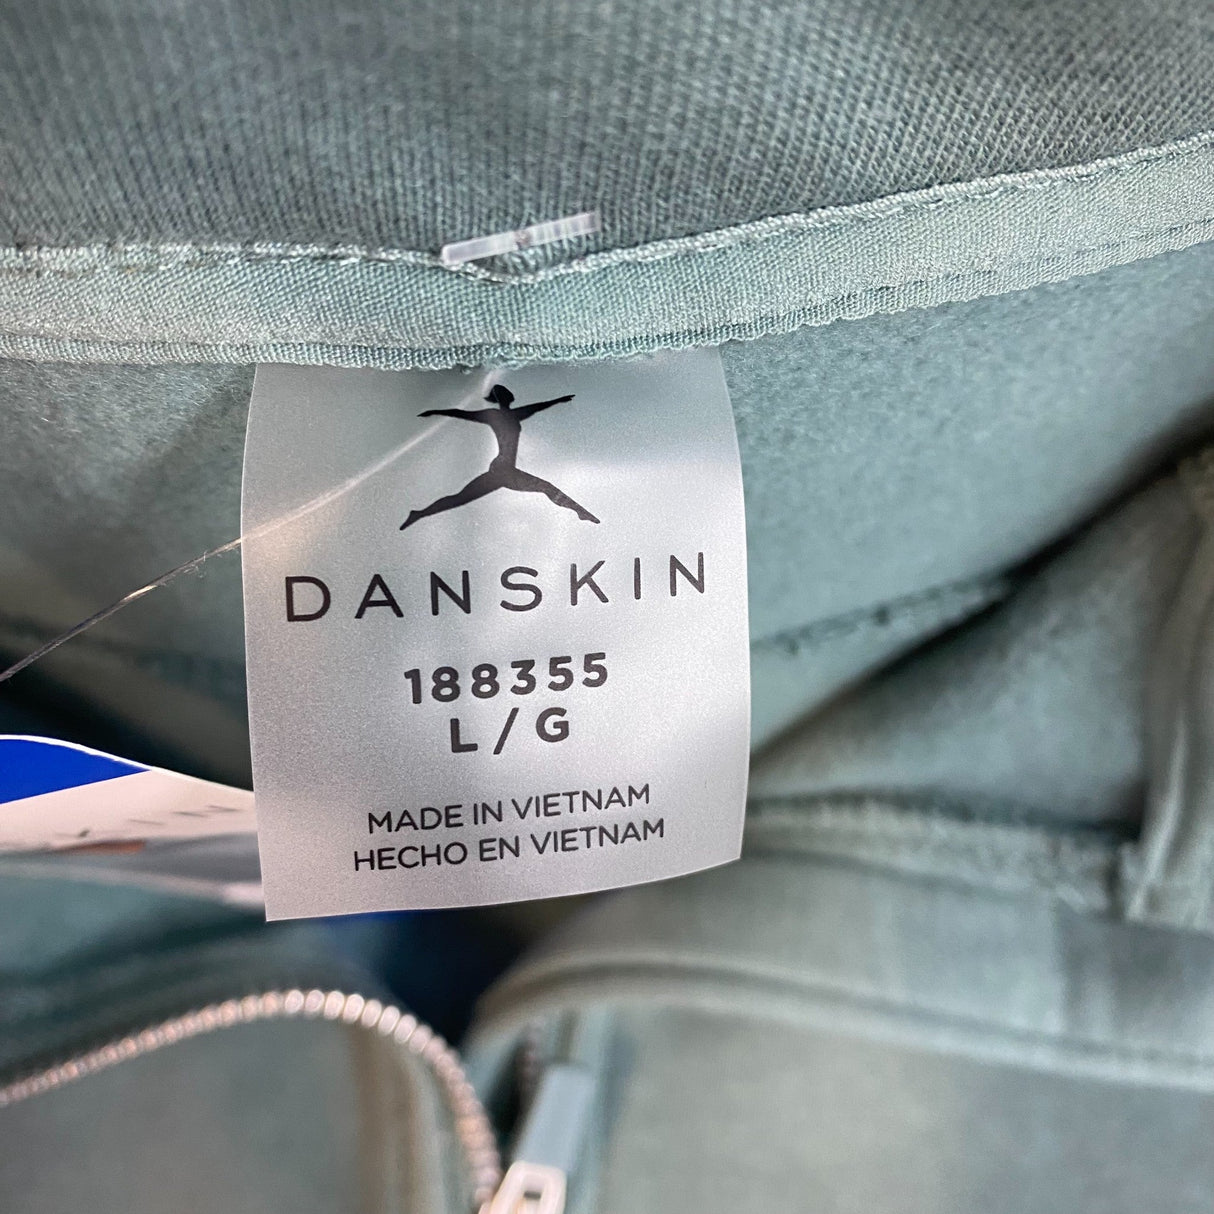 DANSKIN
188355
L/G
MADE IN VIETNAM
HECHO EN VIETNAM